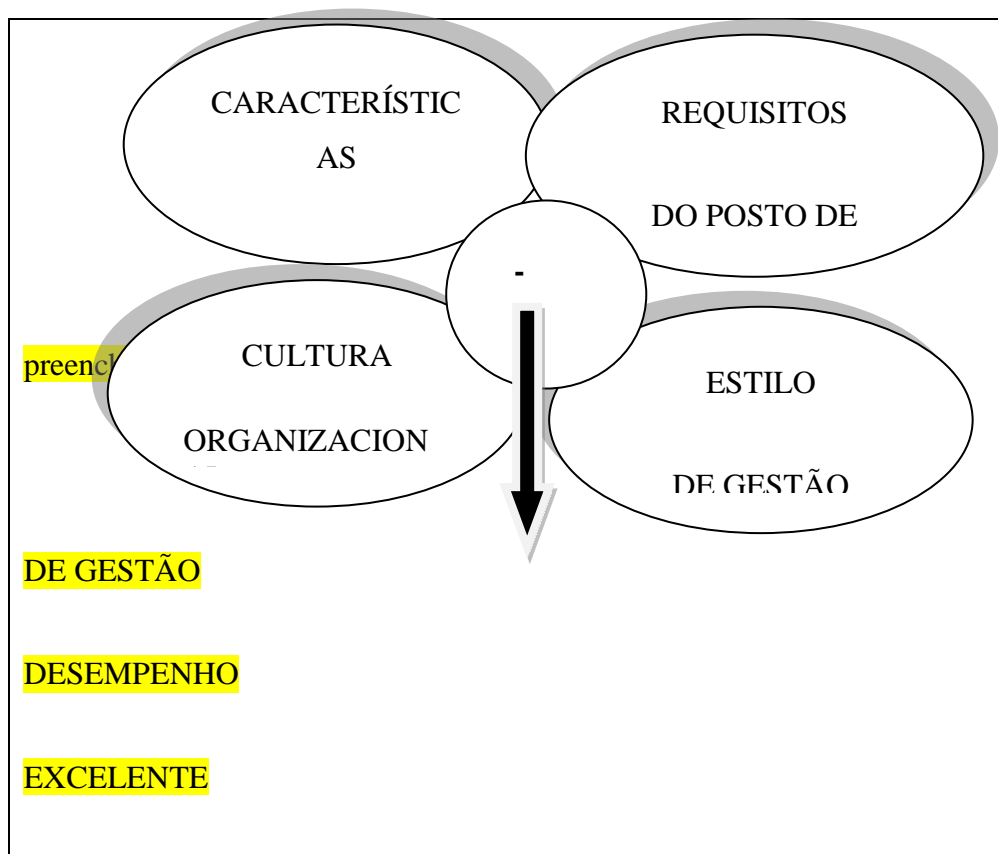 CARACTERÍSTIC
AS
REQUISITOS
DO POSTO DE
-
CULTURA
ORGANIZACION
ESTILO
DE GESTÃO
DE GESTÃO
DESEMPENHO
EXCELENTE